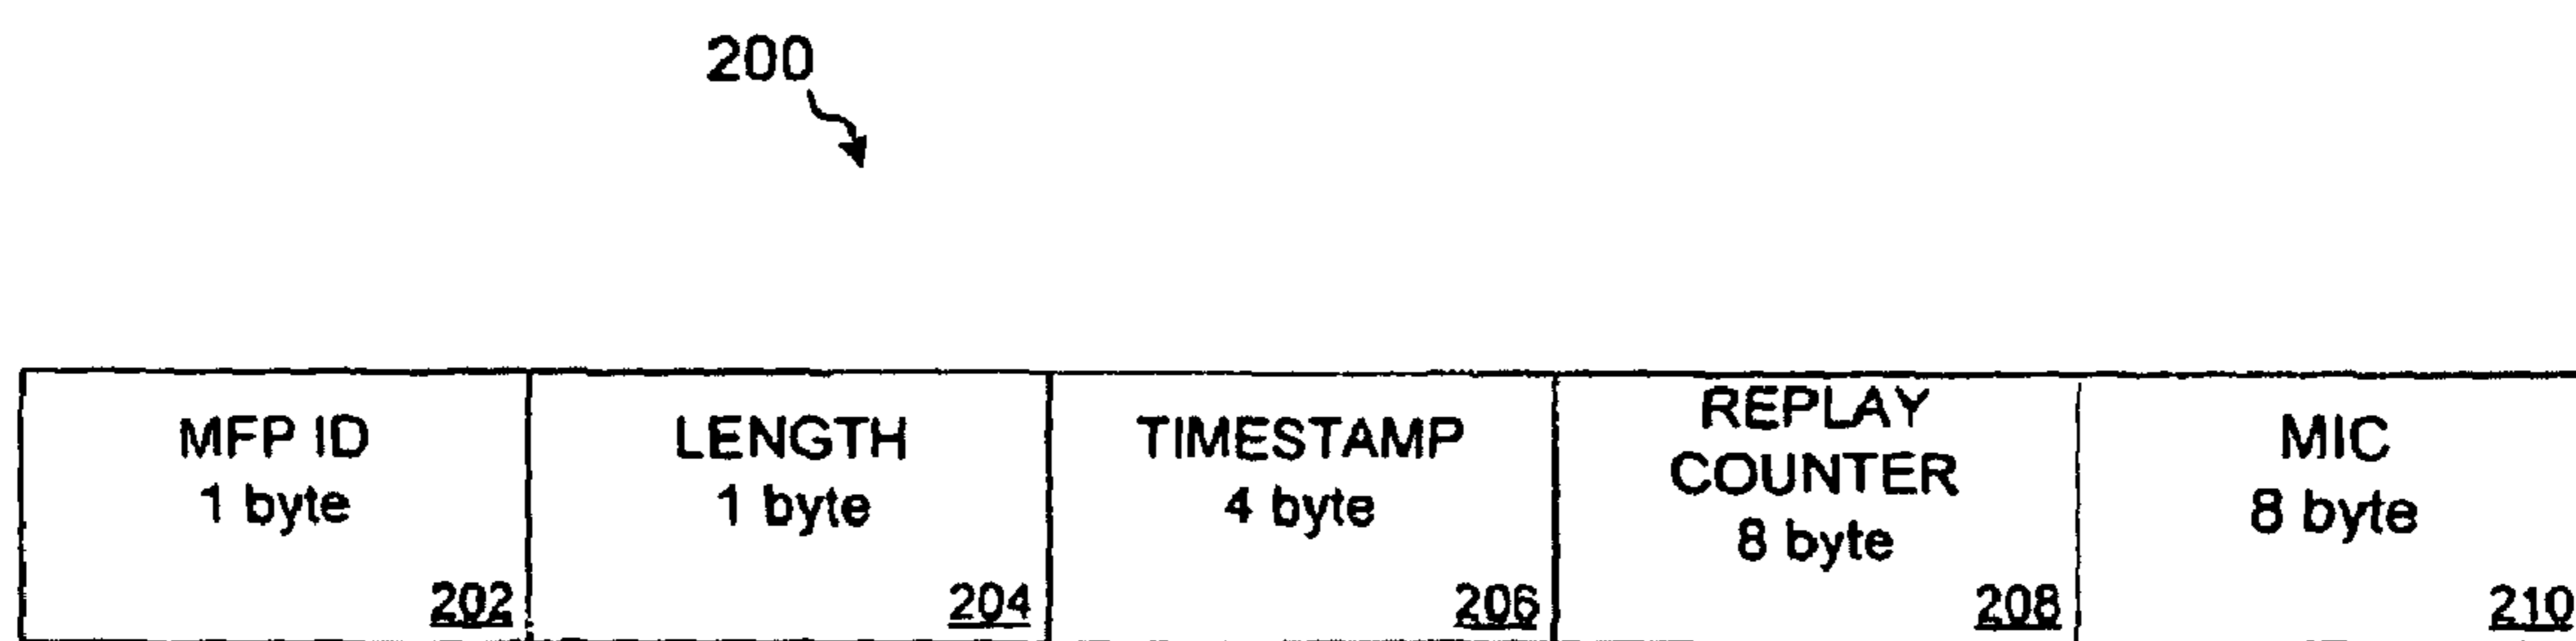 200
MFP ID
1 byte
202
LENGTH
1 byte
204
TIMESTAMP
4 byte
206
REPLAY
COUNTER
8 byte
208
MIC
8 byte
210